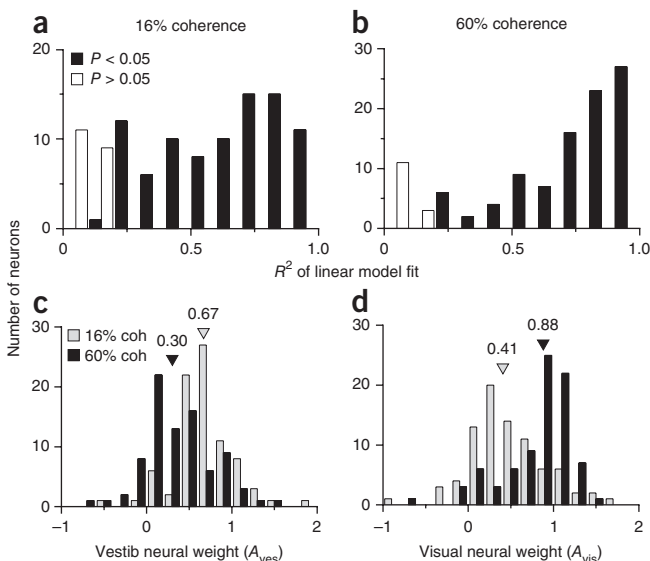 a
16% coherence
b
60% coherence
P < 0.05
P > 0.05
20
10
0
30
20
10
0
0
0.5
1.0
0
0.5
1.0
R² of linear model fit
Number of neurons
c
0.67
0.30
16% coh
60% coh
30
20
10
0
–1
0
1
2
Vestib neural weight (Aves)
d
0.88
0.41
30
20
10
0
–1
0
1
2
Visual neural weight (Avis)